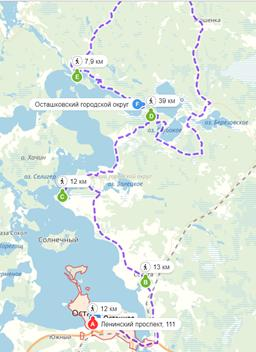 7,9 км
E
Осташковский городской округ
F
39 км
D
оз. Березовское
оз. Хачин
12 км
оз. Селигер
C
оз. Залецкое
Солнечный
13 км
B
12 км
A
Ленинский проспект, 111
Южный